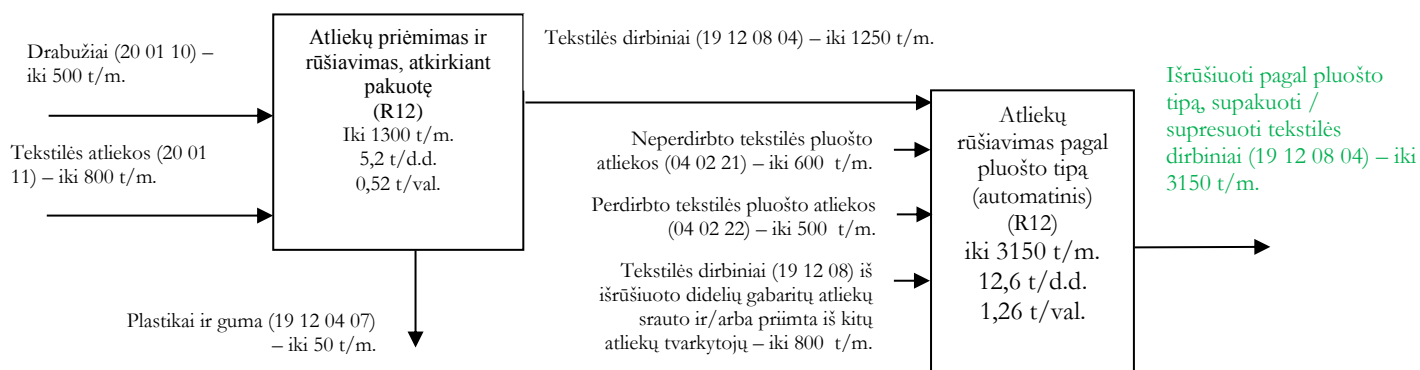 Drabužiai (20 01 10) –
iki 500 t/m.
Tekstilės atliekos (20 01
11) – iki 800 t/m.
Atliekų priėmimas ir
rūšiavimas, atkirkiant
pakuotę
(R12)
Iki 1300 t/m.
5,2 t/d.d.
0,52 t/val.
Plastikai ir guma (19 12 04 07)
– iki 50 t/m.
Tekstilės dirbiniai (19 12 08 04) – iki 1250 t/m.
Neperdirbto tekstilės pluošto
atliekos (04 02 21) – iki 600 t/m.
Perdirbto tekstilės pluošto atliekos
(04 02 22) – iki 500 t/m.
Tekstilės dirbiniai (19 12 08) iš
išrūšiuoto didelių gabaritų atliekų
srauto ir/arba priimta iš kitų
atliekų tvarkytojų – iki 800 t/m.
Atliekų
rūšiavimas pagal
pluošto tipą
(automatinis)
(R12)
iki 3150 t/m.
12,6 t/d.d.
1,26 t/val.
Išrūšiuoti pagal pluošto
tipą, supakuoti /
supresuoti tekstilės
dirbiniai (19 12 08 04) – iki
3150 t/m.